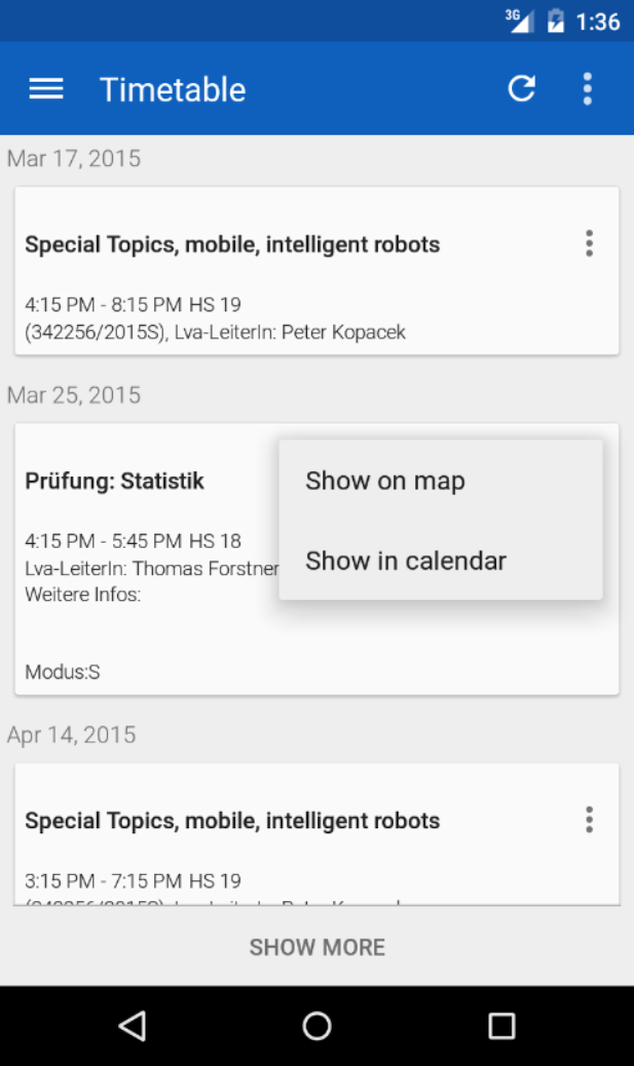 3G 1:36
Timetable
Mar 17, 2015
Special Topics, mobile, intelligent robots
4:15 PM - 8:15 PM HS 19
(342256/2015S), Lva-LeiterIn: Peter Kopacek
Mar 25, 2015
Prüfung: Statistik
Show on map
4:15 PM - 5:45 PM HS 18
Show in calendar
Lva-LeiterIn: Thomas Forstner
Weitere Infos:
Modus:S
Apr 14, 2015
Special Topics, mobile, intelligent robots
3:15 PM - 7:15 PM HS 19
SHOW MORE